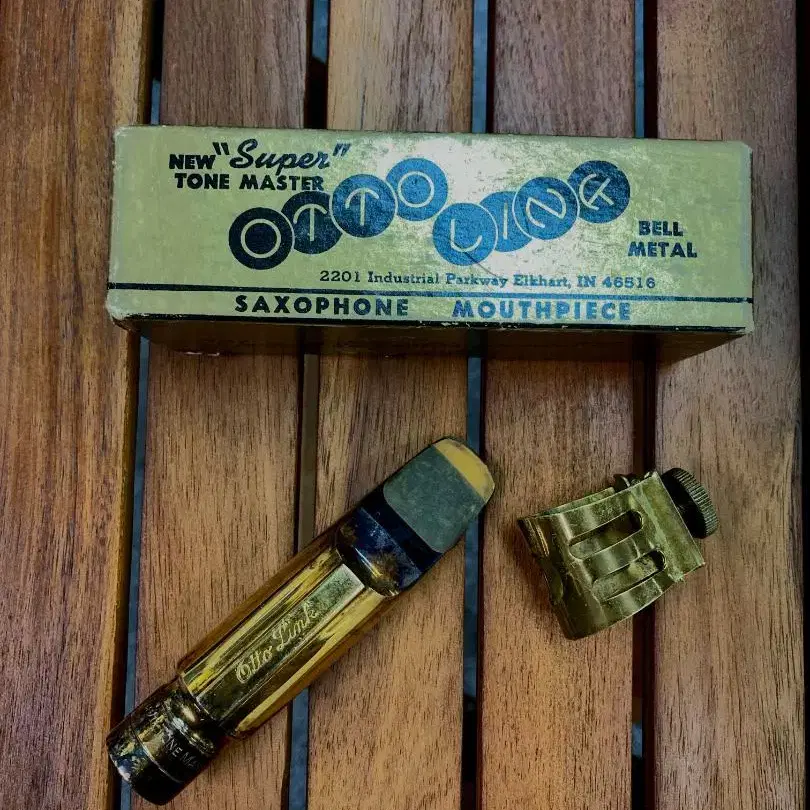 NEW "Super"
TONE MASTER
OTTO LINK
BELL
METAL
2201 Industrial Parkway Elkhart, IN 46516
SAXOPHONE MOUTHPIECE
Otto Link